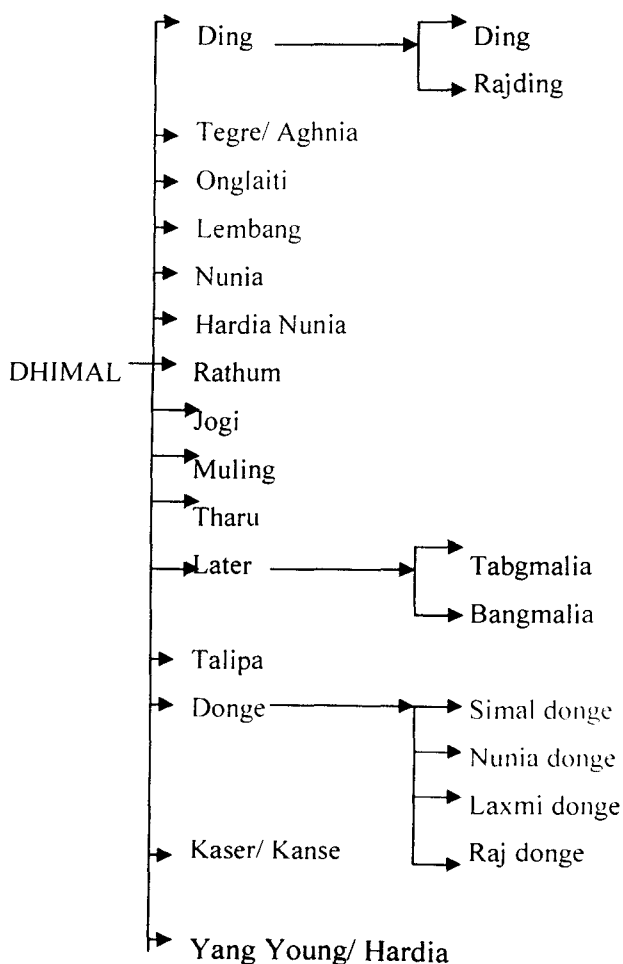 Ding Ding
Rajding
Tegre/ Aghnia
Onglaiti
Lembang
Nunia
Hardia Nunia
DHIMAL Rathum
Jogi
Muling
Tharu
Later Tabgmalia
Bangmalia
Talipa
Donge Simal donge
Nunia donge
Laxmi donge
Kaser/ Kanse Raj donge
Yang Young/ Hardia